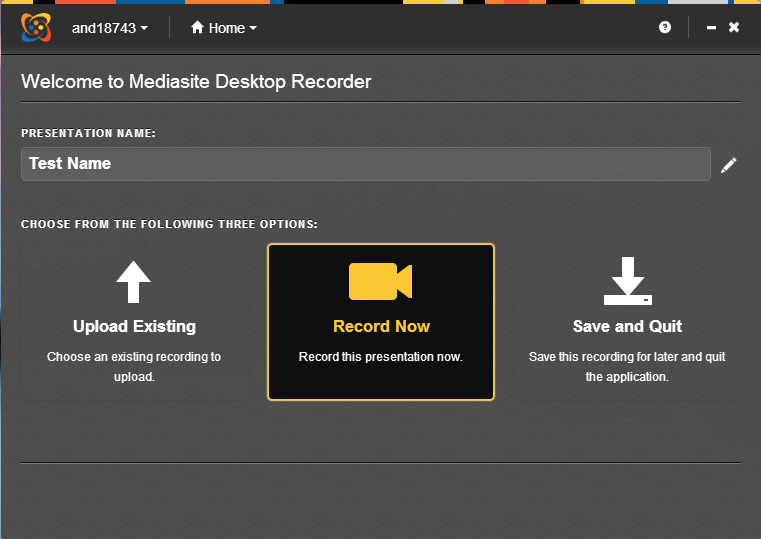 and18743 Home
Welcome to Mediasite Desktop Recorder
PRESENTATION NAME:
Test Name
CHOOSE FROM THE FOLLOWING THREE OPTIONS:
Upload Existing
Choose an existing recording to
upload.
Record Now
Record this presentation now.
Save and Quit
Save this recording for later and quit
the application.